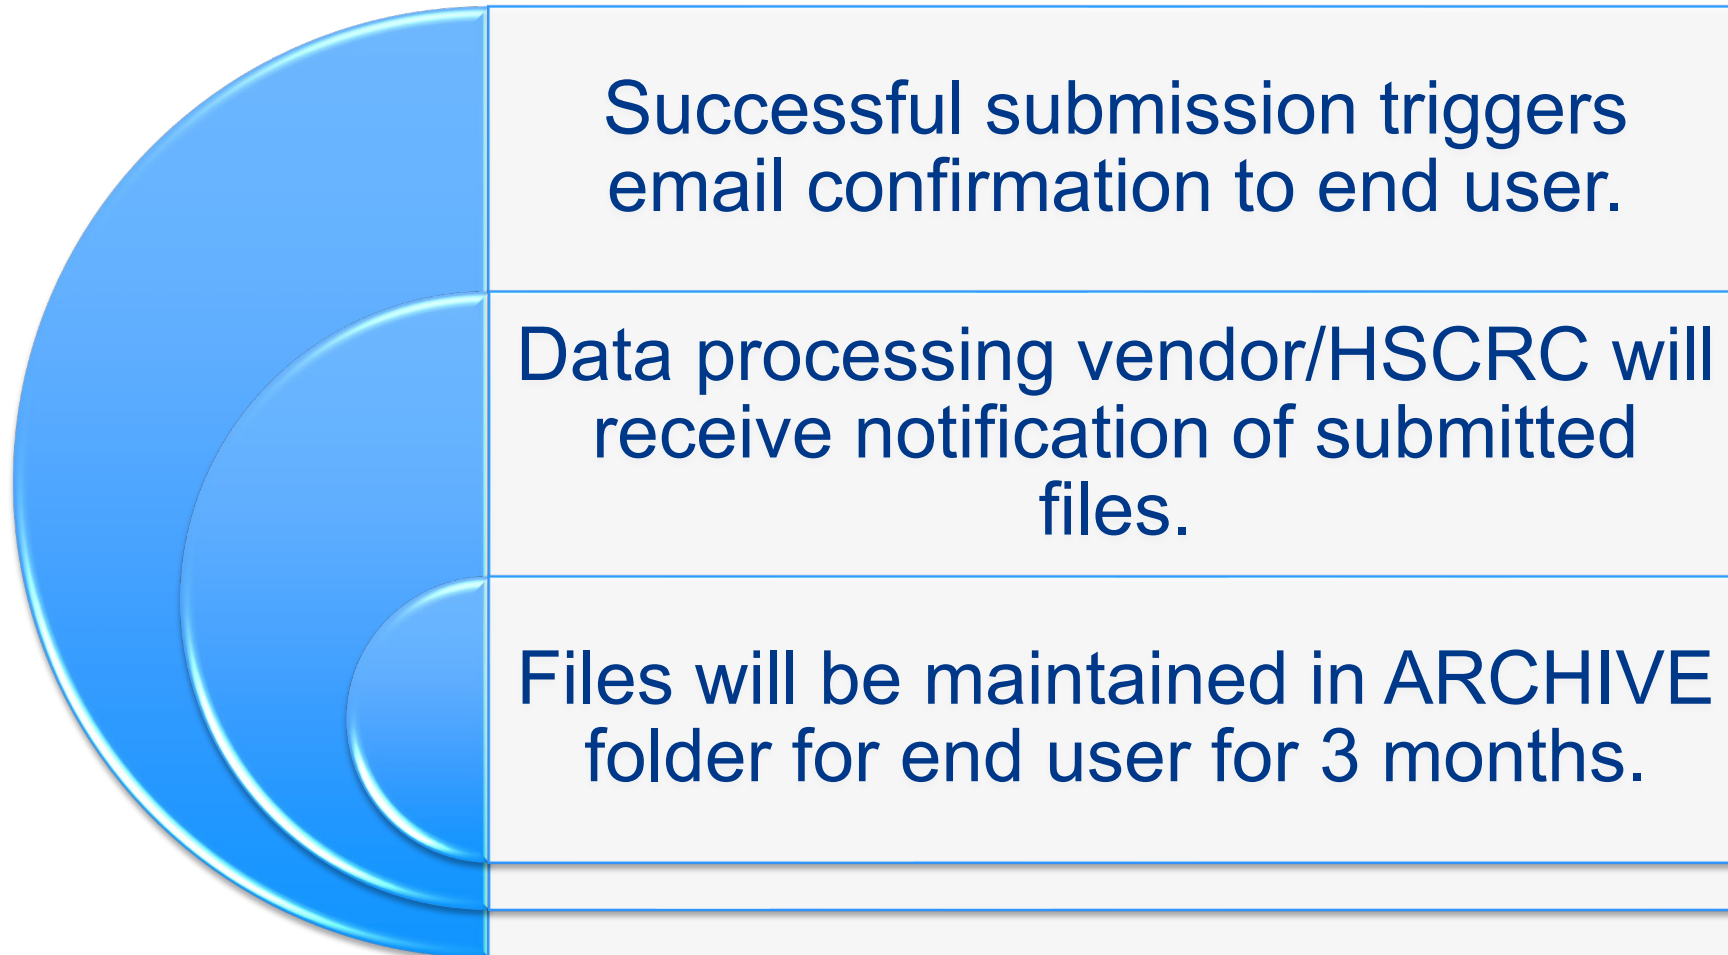 Successful submission triggers
email confirmation to end user.
Data processing vendor/HSCRC will
receive notification of submitted
files.
Files will be maintained in ARCHIVE
folder for end user for 3 months.